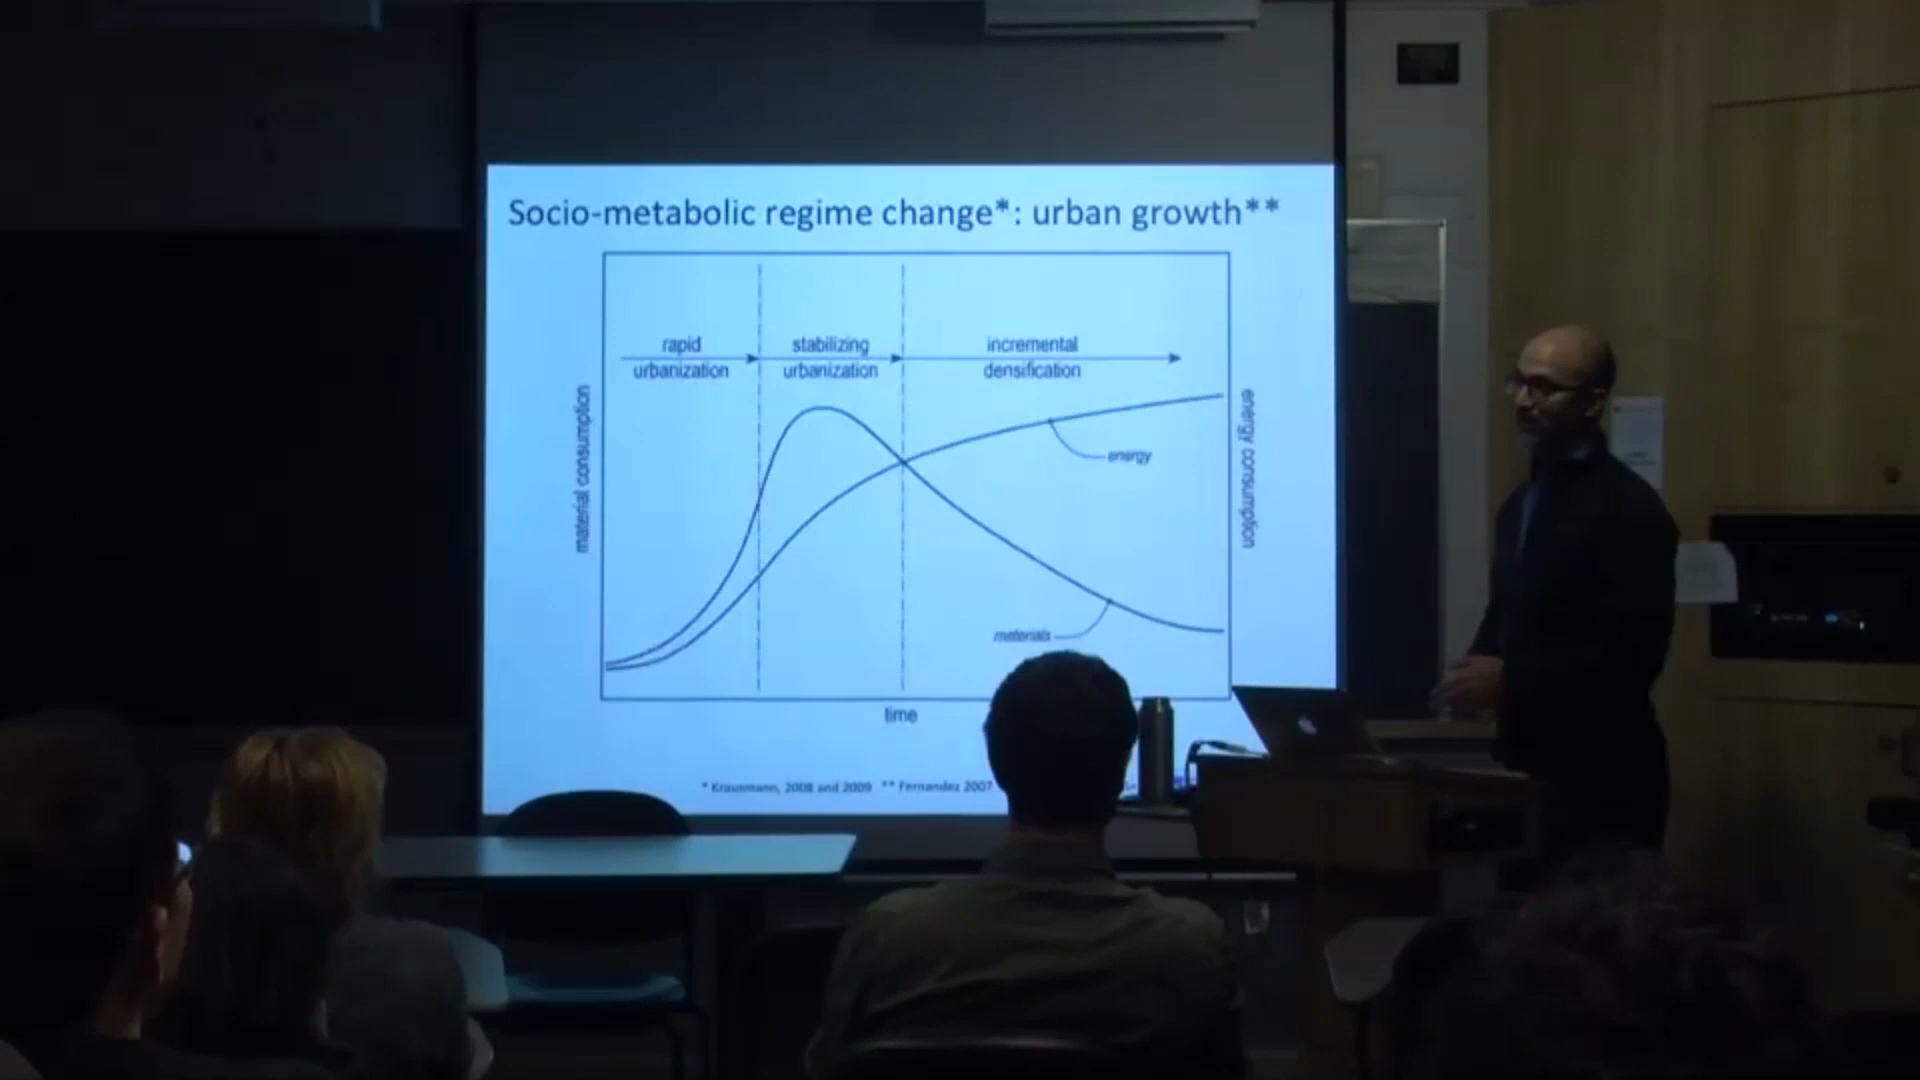 Socio-metabolic regime change*: urban growth**
rapid
urbanization
stabilizing
urbanization
incremental
densification
material consumption
energy consumption
energy
materials
time
* Krausmann, 2008 and 2009 ** Fernandez 2007